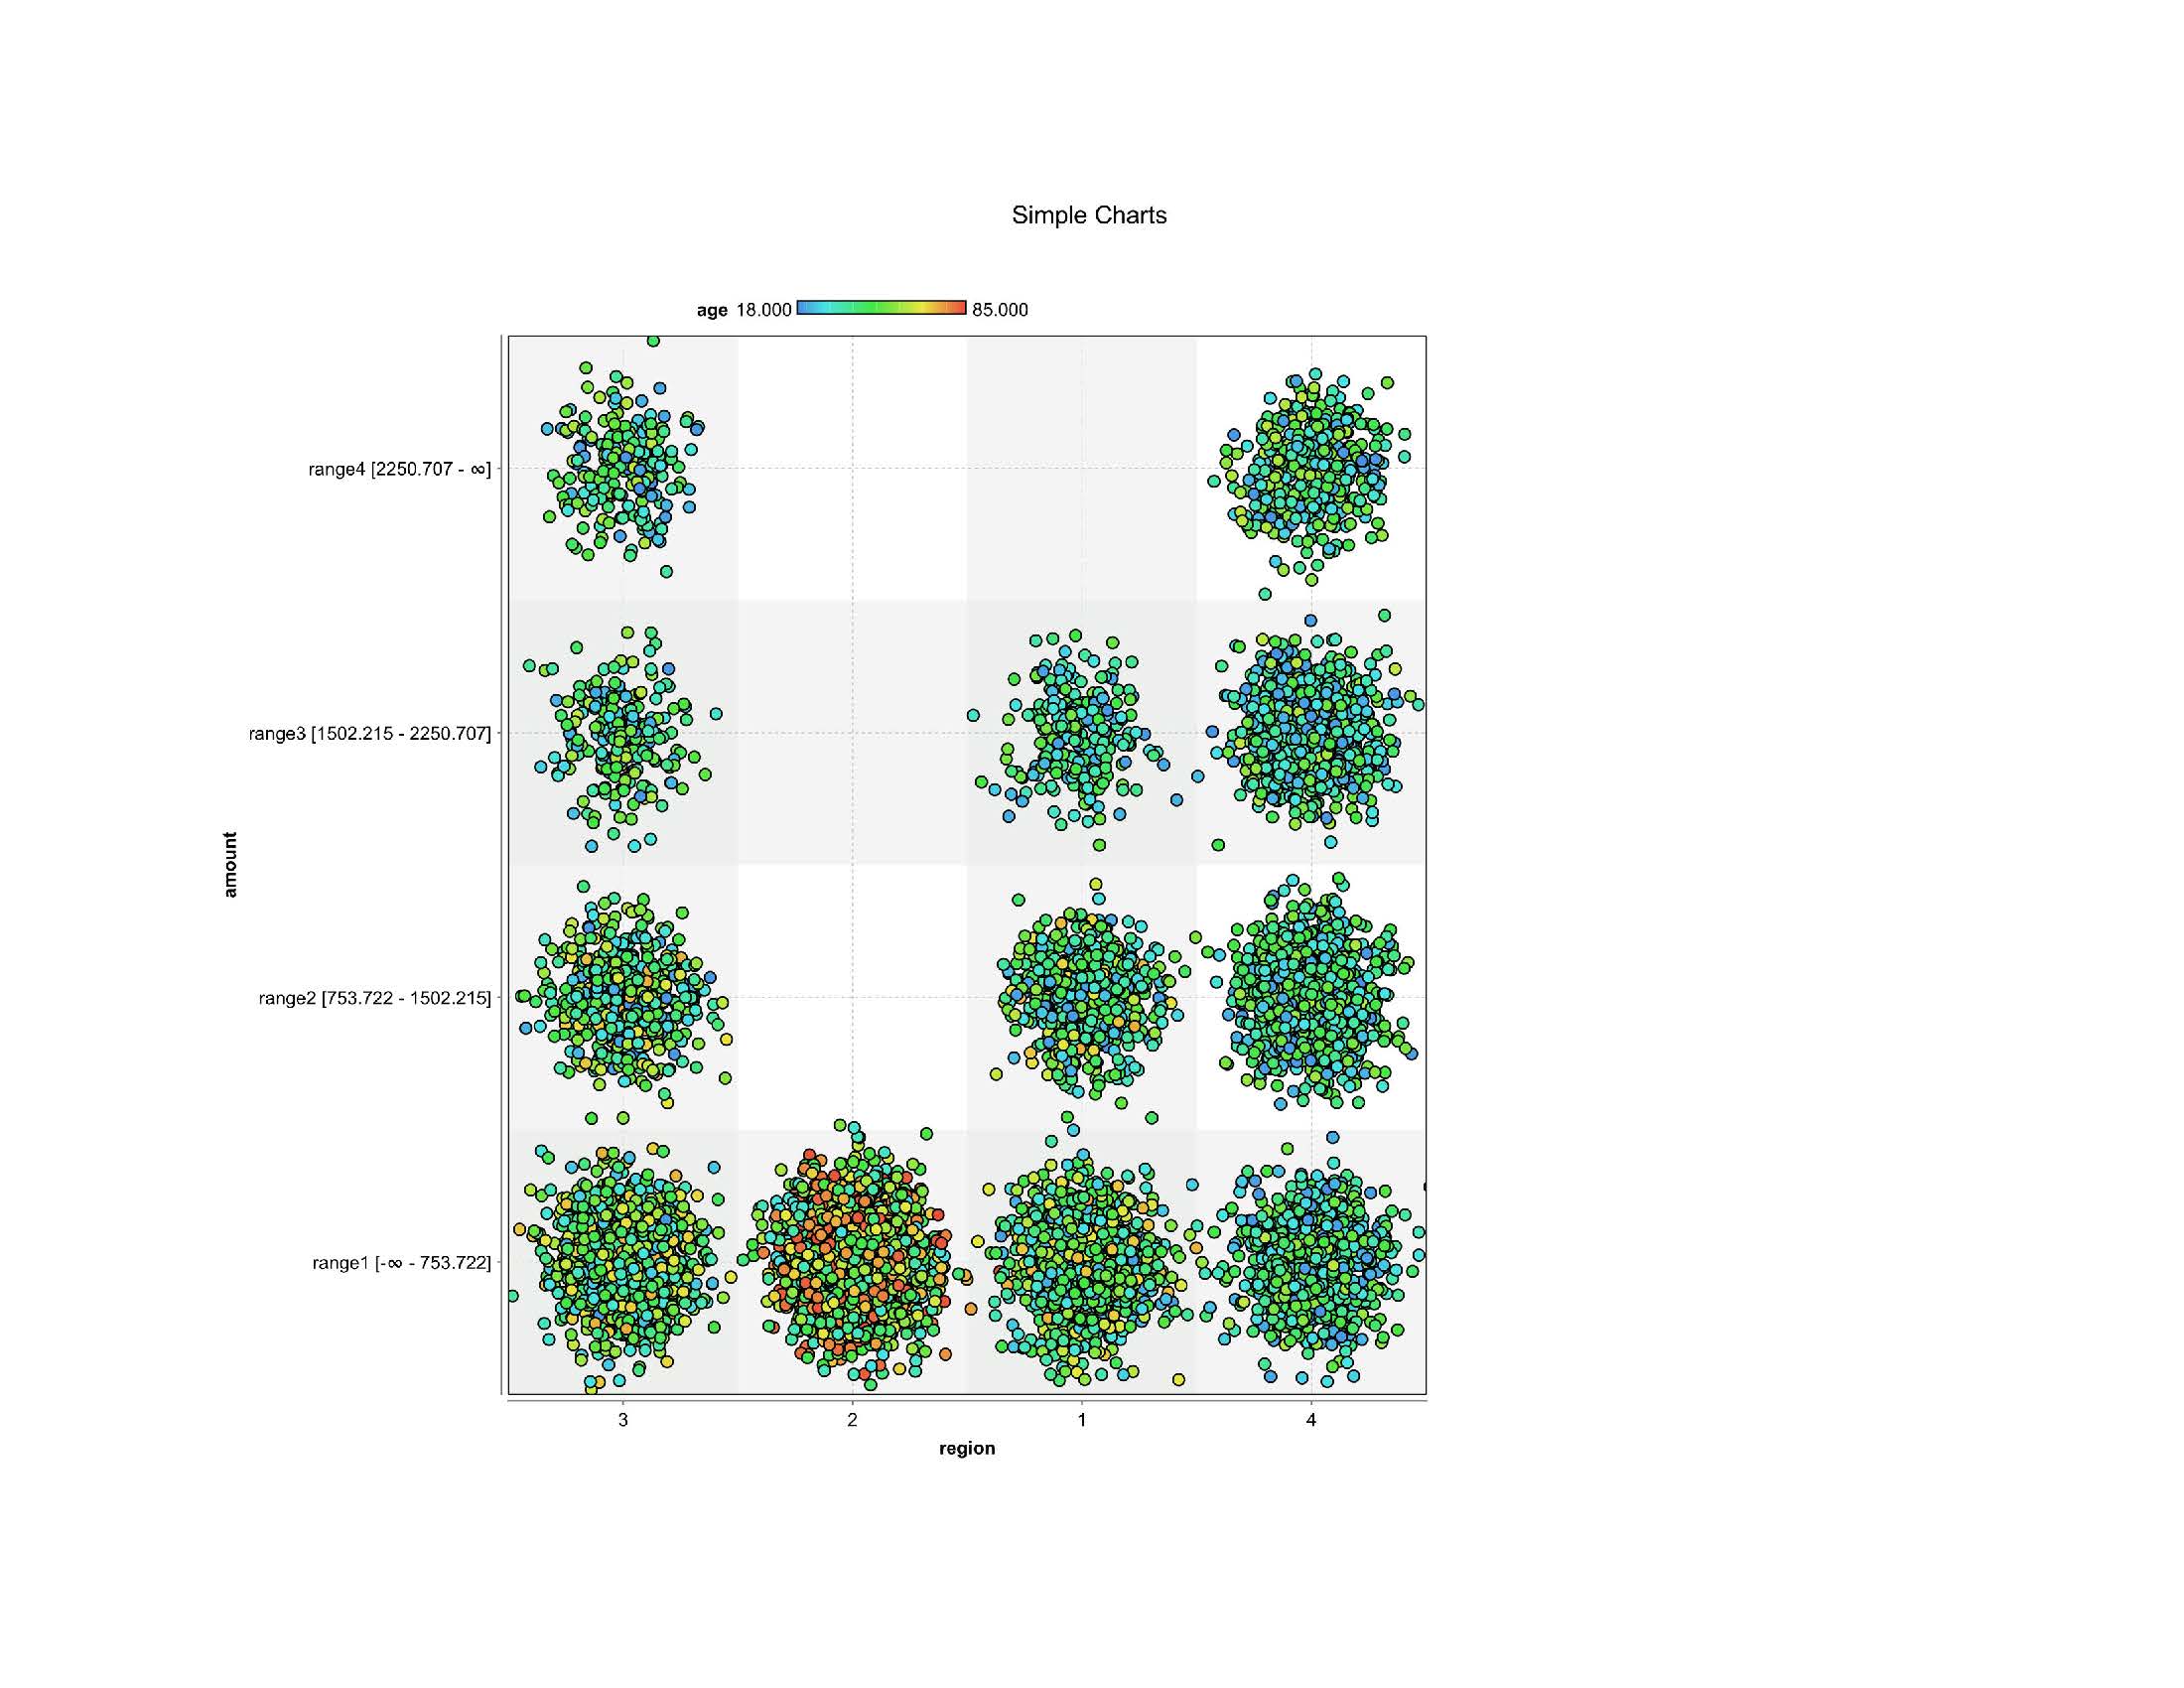 Simple Charts
age 18.000 85.000
range4 [2250.707 - ∞]
range3 [1502.215 - 2250.707]
amount
range2 [753.722 - 1502.215]
range1 [-∞ - 753.722]
3 2 1 4
region